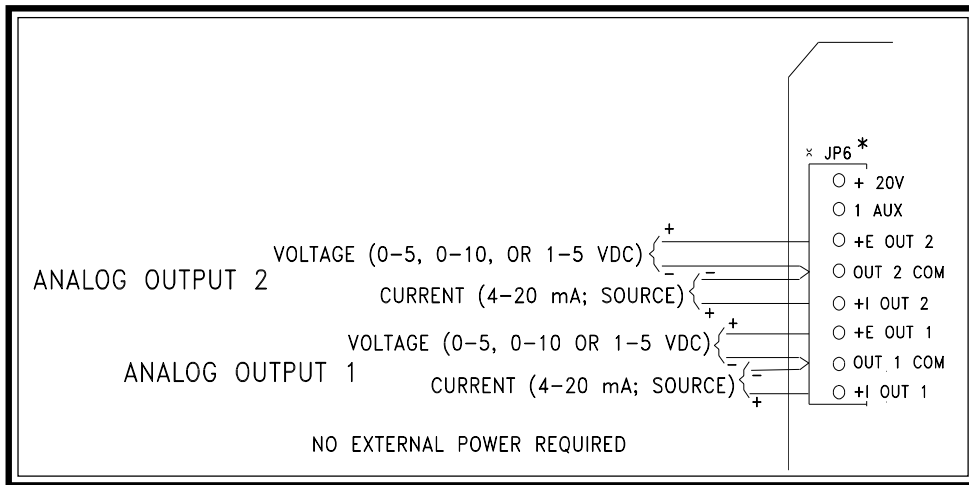 × JP6 *
+ 20V
1 AUX
+
+E OUT 2
VOLTAGE (0-5, 0-10, OR 1-5 VDC)
ANALOG OUTPUT 2
- -
OUT 2 COM
CURRENT (4-20 mA; SOURCE)
+
+I OUT 2
+
+E OUT 1
VOLTAGE (0-5, 0-10 OR 1-5 VDC)
ANALOG OUTPUT 1
- -
OUT 1 COM
CURRENT (4-20 mA; SOURCE)
+
+I OUT 1
NO EXTERNAL POWER REQUIRED